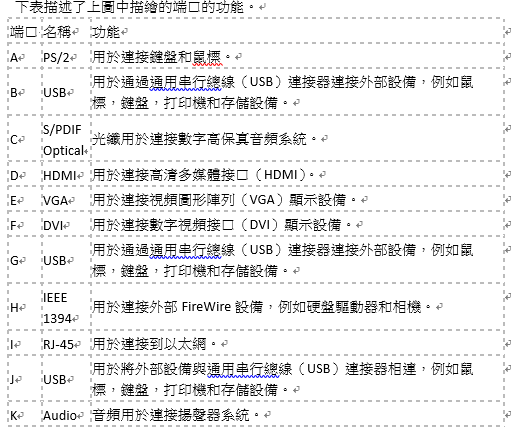 下表描述了上圖中描繪的端口的功能。
端口 名稱 功能
A PS/2 用於連接鍵盤和鼠標。
B USB 用於通過通用串行總線（USB）連接器連接外部設備，例如鼠
標，鍵盤，打印機和存儲設備。
C S/PDIF Optical 光纖用於連接數字高保真音頻系統。
D HDMI 用於連接高清多媒體接口（HDMI）。
E VGA 用於連接視頻圖形陣列（VGA）顯示設備。
F DVI 用於連接數字視頻接口（DVI）顯示設備。
G USB 用於通過通用串行總線（USB）連接器連接外部設備，例如鼠
標，鍵盤，打印機和存儲設備。
H IEEE 1394 用於連接外部 FireWire 設備，例如硬盤驅動器和相機。
I RJ-45 用於連接到以太網。
J USB 用於將外部設備與通用串行總線（USB）連接器相連，例如鼠
標，鍵盤，打印機和存儲設備。
K Audio 音頻用於連接揚聲器系統。